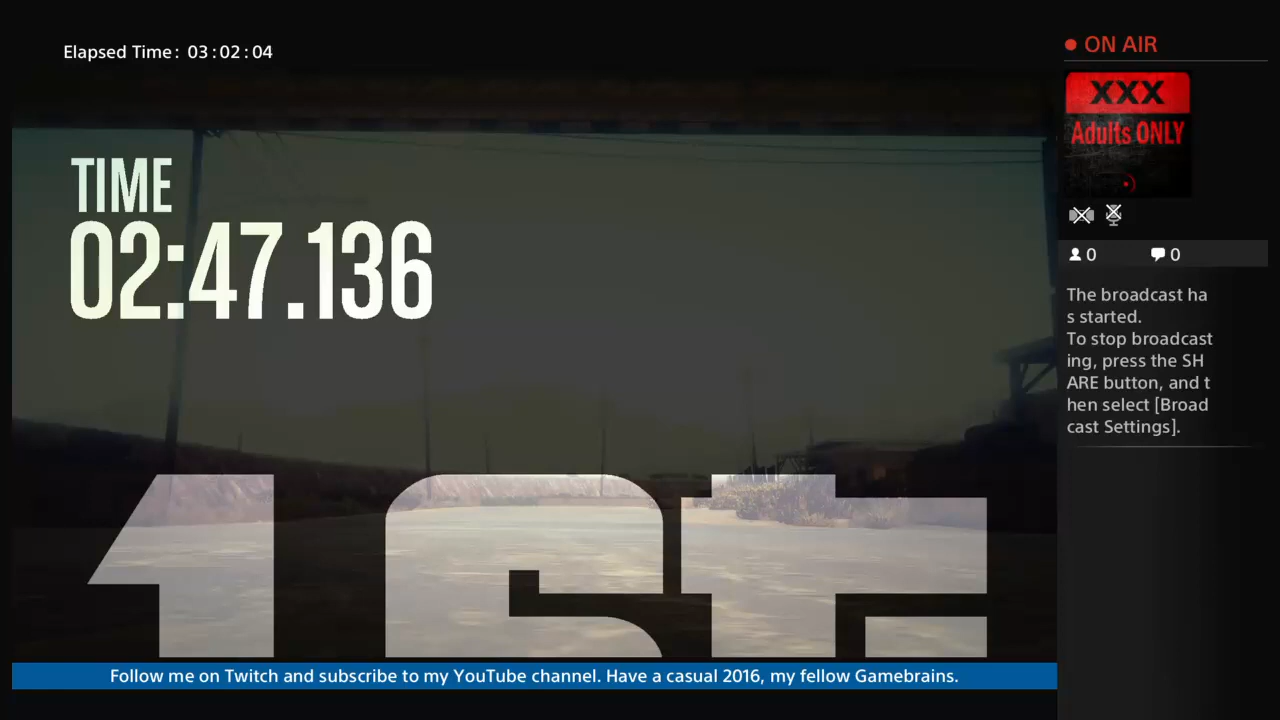 Elapsed Time: 03:02:04
TIME
02:47.136
1st
Follow me on Twitch and subscribe to my YouTube channel. Have a casual 2016, my fellow Gamebrains.
ON AIR
XXX
Adults ONLY
0 0
The broadcast ha
s started.
To stop broadcast
ing, press the SH
ARE button, and t
hen select [Broad
cast Settings].